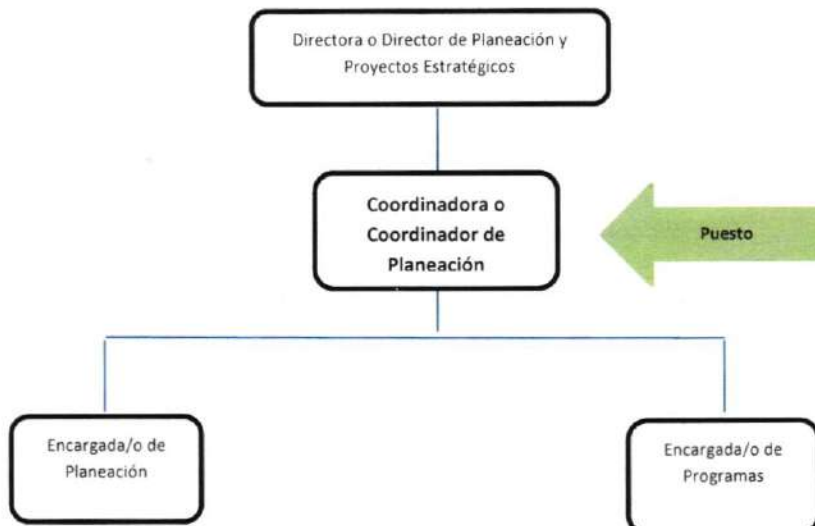 Directora o Director de Planeación y
Proyectos Estratégicos
Coordinadora o
Coordinador de
Planeación
Puesto
Encargada/o de
Planeación
Encargada/o de
Programas